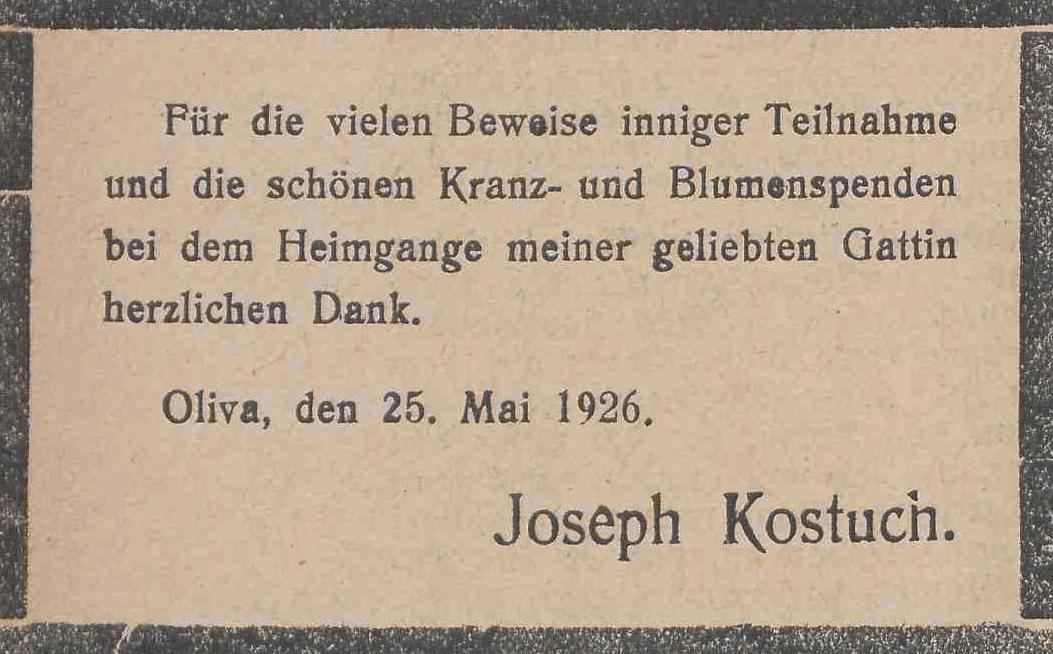 Für die vielen Beweise inniger Teilnahme
und die schönen Kranz- und Blumenspenden
bei dem Heimgange meiner geliebten Gattin
herzlichen Dank.
Oliva, den 25. Mai 1926.
Joseph Kostuch.